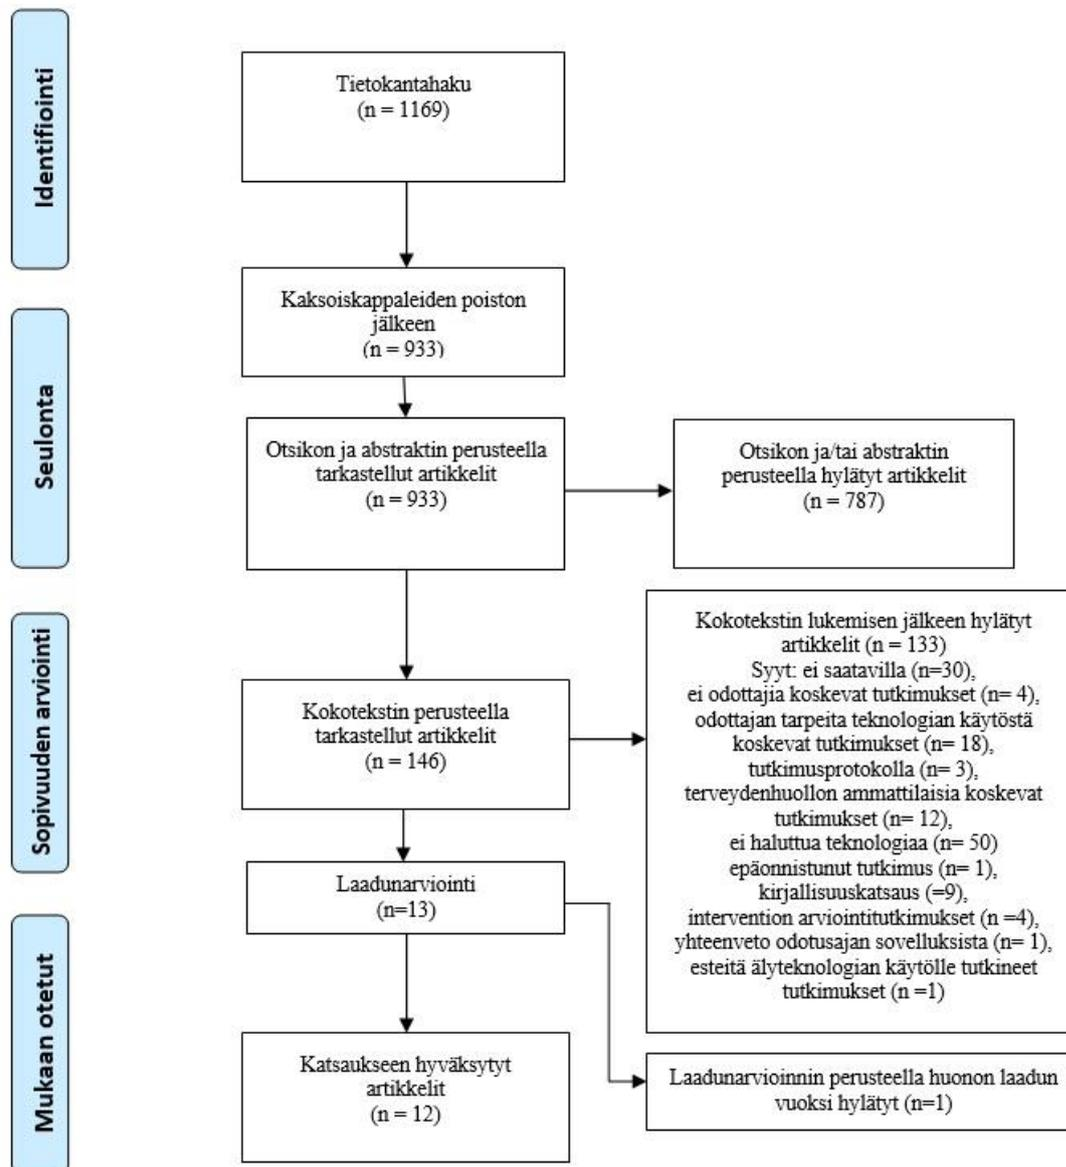 Identifiointi
Tietokantahaku
(n = 1169)
Kaksoiskappaleiden poiston
jälkeen
(n = 933)
Seulonta
Otsikon ja abstraktin perusteella
tarkastellut artikkelit
(n = 933)
Otsikon ja/tai abstraktin
perusteella hylätyt artikkelit
(n = 787)
Sopivuuden arviointi
Kokotekstin perusteella
tarkastellut artikkelit
(n = 146)
Kokotekstin lukemisen jälkeen hylätyt
artikkelit (n = 133)
Syyt: ei saatavilla (n=30),
ei odottajia koskevat tutkimukset (n= 4),
odottajan tarpeita teknologian käytöstä
koskevat tutkimukset (n= 18),
tutkimusprotokolla (n= 3),
terveydenhuollon ammattilaisia koskevat
tutkimukset (n= 12),
ei haluttua teknologiaa (n= 50)
epäonnistunut tutkimus (n= 1),
kirjallisuuskatsaus (=9),
intervention arviointitutkimukset (n =4),
yhteenveto odotusajan sovelluksista (n= 1),
esteitä älyteknologian käytölle tutkineet
tutkimukset (n =1)
Laadunarviointi
(n=13)
Mukaan otetut
Katsaukseen hyväksytyt
artikkelit
(n = 12)
Laadunarvioinnin perusteella huonon laadun
vuoksi hylätyt (n=1)